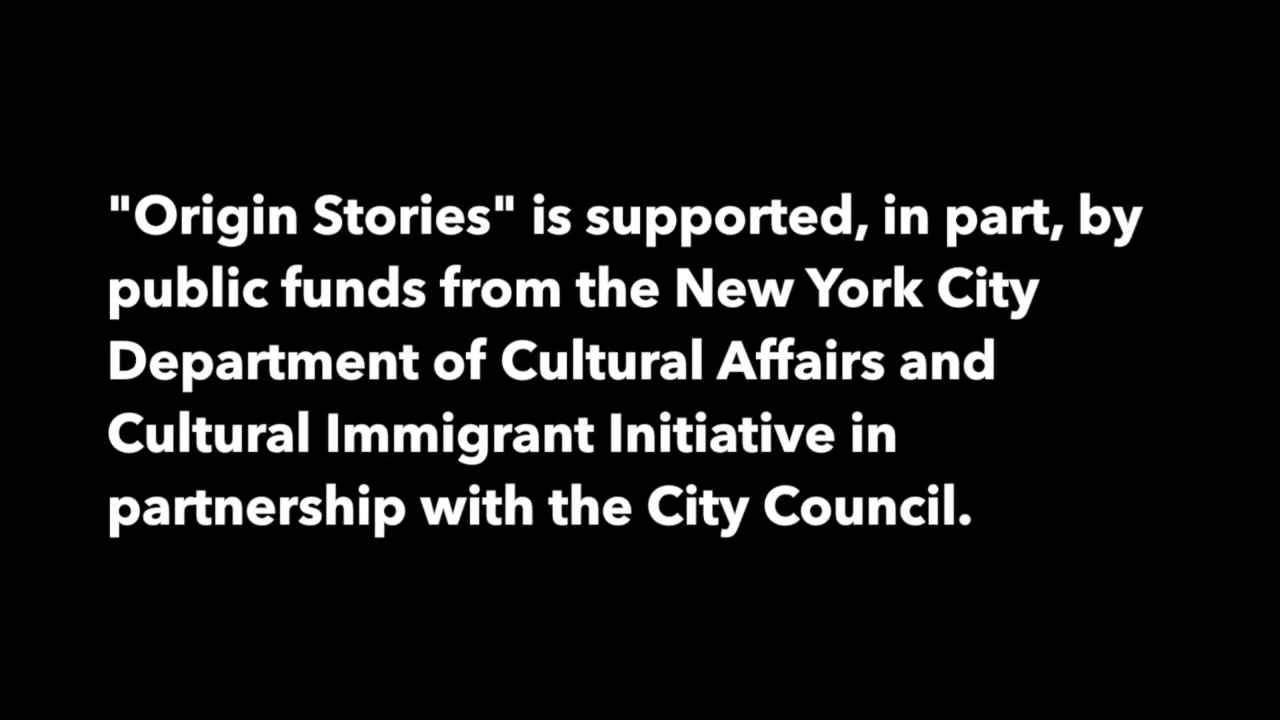 "Origin Stories" is supported, in part, by
public funds from the New York City
Department of Cultural Affairs and
Cultural Immigrant Initiative in
partnership with the City Council.